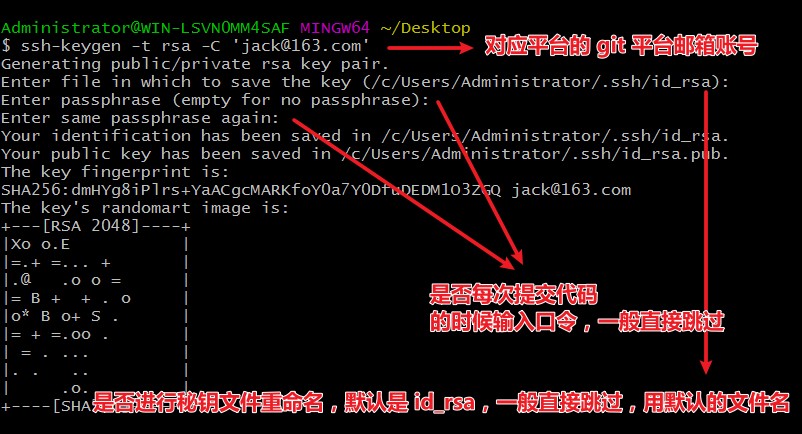 Administrator@WIN-LSVN0MM4SAF MINGW64 ~/Desktop
$ ssh-keygen -t rsa -C 'jack@163.com'
对应平台的 git 平台邮箱账号
Generating public/private rsa key pair.
Enter file in which to save the key (/c/Users/Administrator/.ssh/id_rsa):
Enter passphrase (empty for no passphrase):
Enter same passphrase again:
Your identification has been saved in /c/Users/Administrator/.ssh/id_rsa.
Your public key has been saved in /c/Users/Administrator/.ssh/id_rsa.pub.
The key fingerprint is:
jack@163.com
The key's randomart image is:
+---[RSA 2048]----+
|Xo o.E |
|=.+ =... + |
|.@ .o o = |
|= B + + . o |
|o* B o+ S . |
|= + =.oo . |
| = . ... |
|. . .. |
| .o. |
+----[SHA
是否每次提交代码
的时候输入口令，一般直接跳过
是否进行秘钥文件重命名，默认是 id_rsa，一般直接跳过，用默认的文件名